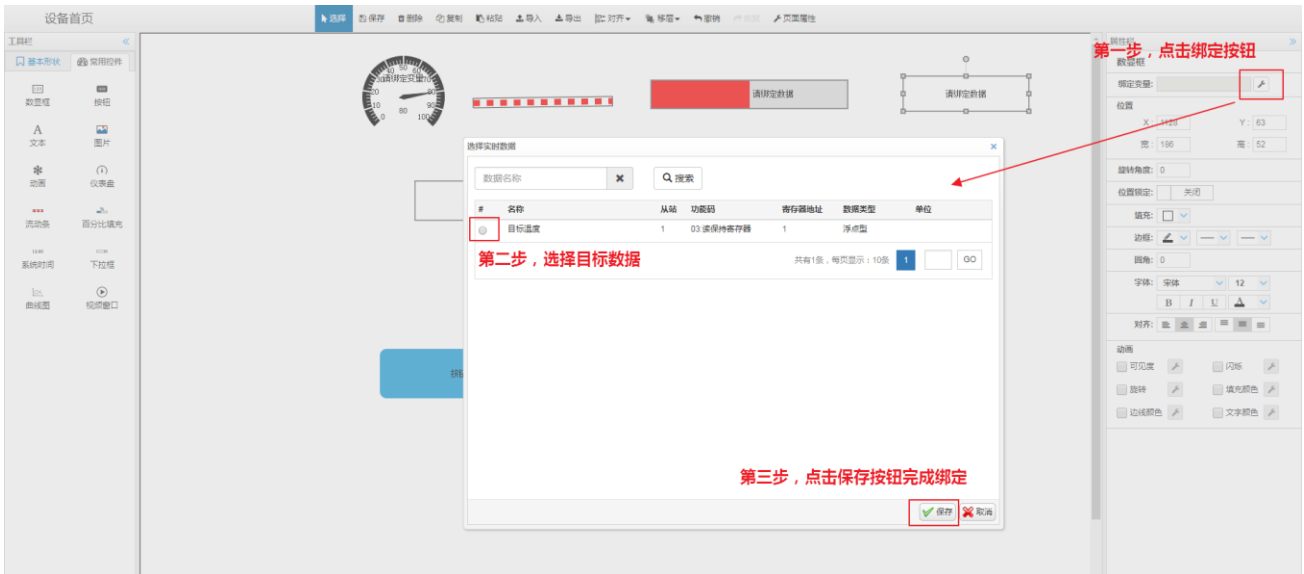 设备首页
选择 保存 删除 复制 粘贴 导入 导出 对齐 移层 撤销 页面属性
工具栏
基本形状 常用控件
数显框 按钮
文本 图片
动画 仪表盘
流动条 百分比填充
系统时间 下拉框
曲线图 视频窗口
请绑定变量
80
请绑定数据
请绑定数据
第一步，点击绑定按钮
属性栏
数显框
绑定变量:
位置
X: 1128 Y: 63
宽: 186 高: 52
旋转角度: 0
位置锁定: 关闭
填充:
边框:
圆角: 0
字体: 宋体 12
B I U A
对齐:
动画
可见度 闪烁
旋转 填充颜色
边线颜色 文字颜色
选择实时数据
数据名称 搜索
# 名称 从站 功能码 寄存器地址 数据类型 单位
目标温度 1 03:读保持寄存器 1 浮点型
第二步，选择目标数据
共有1条，每页显示：10条 1 GO
第三步，点击保存按钮完成绑定
保存 取消